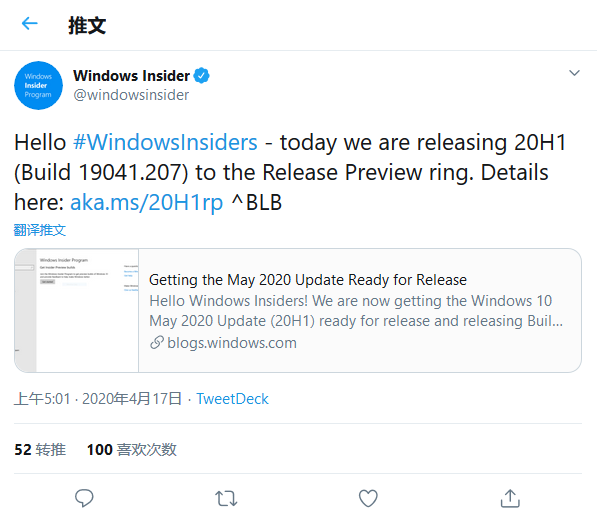 推文
Windows Insider
@windowsinsider
Windows
Insider
Program
Hello #WindowsInsiders - today we are releasing 20H1
(Build 19041.207) to the Release Preview ring. Details
here: aka.ms/20H1rp ^BLB
翻译推文
Windows Insider Program
Getting the May 2020 Update Ready for Release
Hello Windows Insiders! We are now getting the Windows 10
May 2020 Update (20H1) ready for release and releasing Buil...
blogs.windows.com
上午5:01 · 2020年4月17日 · TweetDeck
52 转推 100 喜欢次数